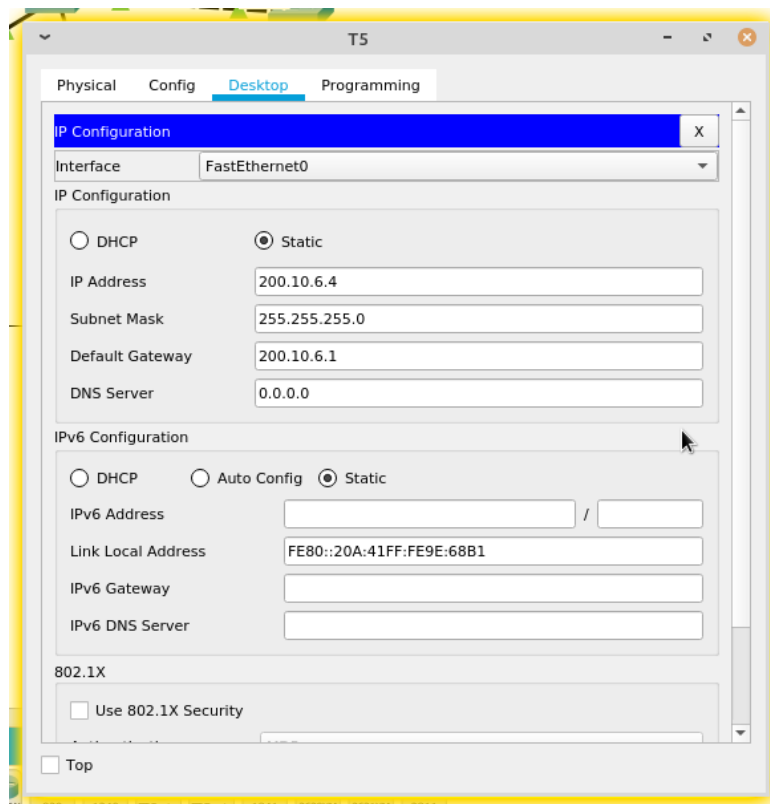 T5
Physical Config Desktop Programming
IP Configuration X
Interface FastEthernet0
IP Configuration
DHCP Static
IP Address 200.10.6.4
Subnet Mask 255.255.255.0
Default Gateway 200.10.6.1
DNS Server 0.0.0.0
IPv6 Configuration
DHCP Auto Config Static
IPv6 Address /
Link Local Address FE80::20A:41FF:FE9E:68B1
IPv6 Gateway
IPv6 DNS Server
802.1X
Use 802.1X Security
Top